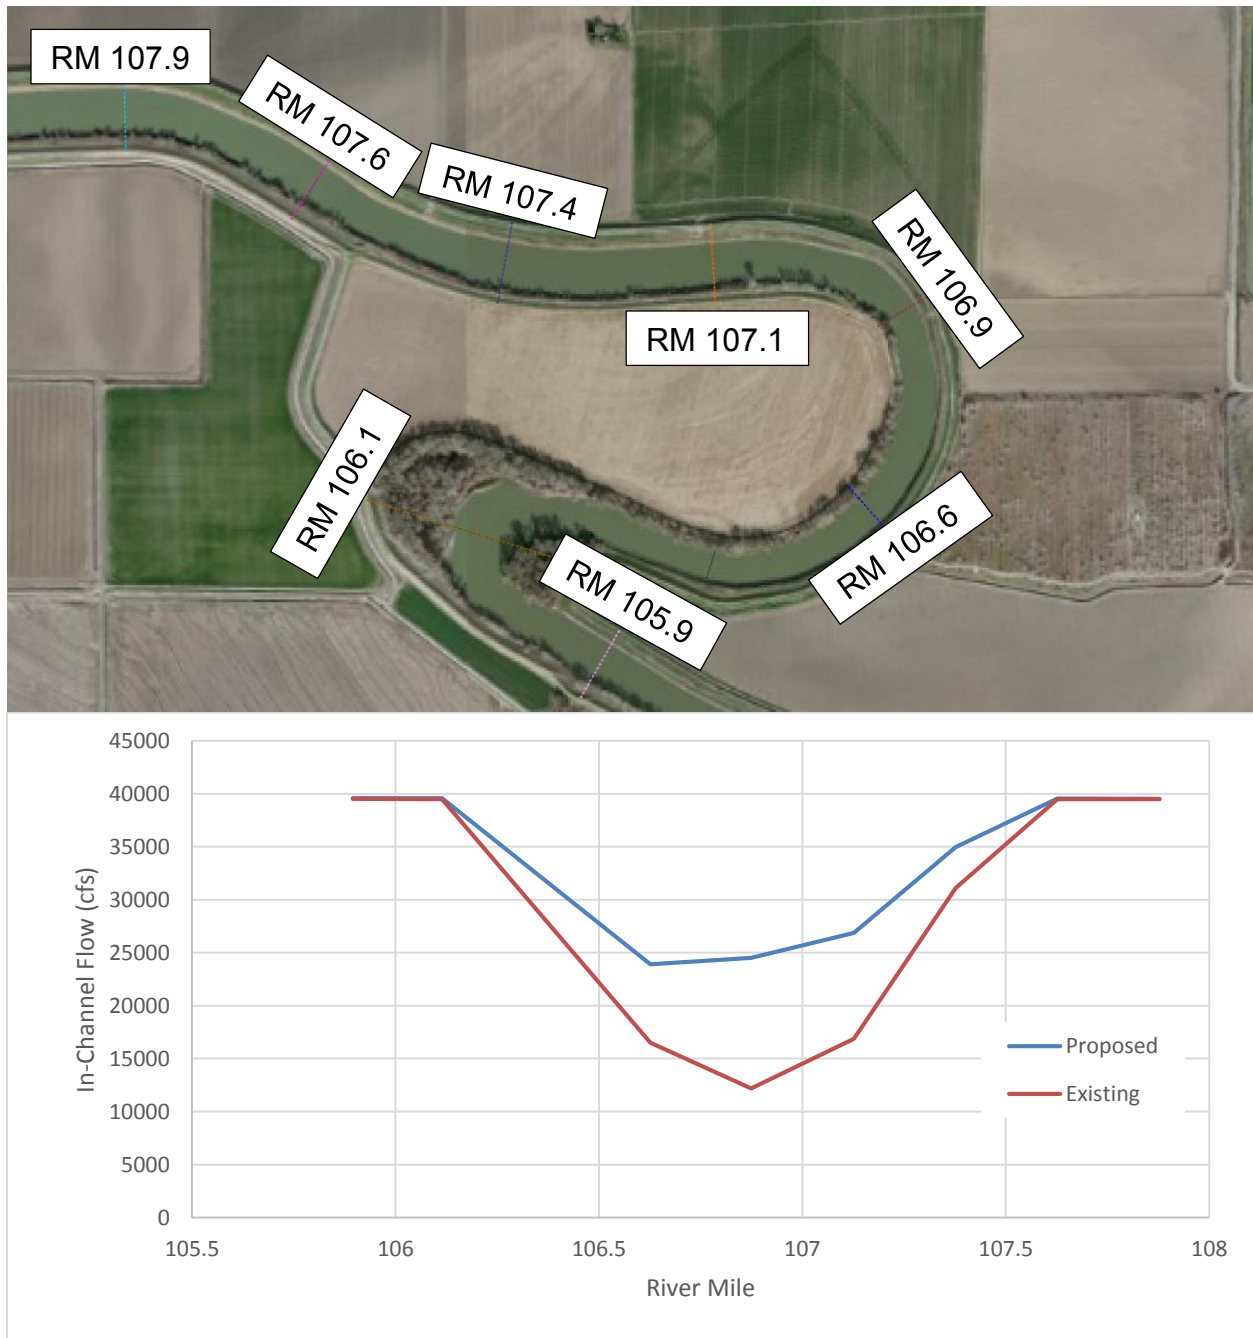 RM 107.9
RM 107.6
RM 107.4
RM 106.9
RM 107.1
RM 106.1
RM 106.6
RM 105.9
45000
40000
35000
30000
25000
20000
15000
10000
5000
0
In-Channel Flow (cfs)
Proposed
Existing
105.5 106 106.5 107 107.5 108
River Mile